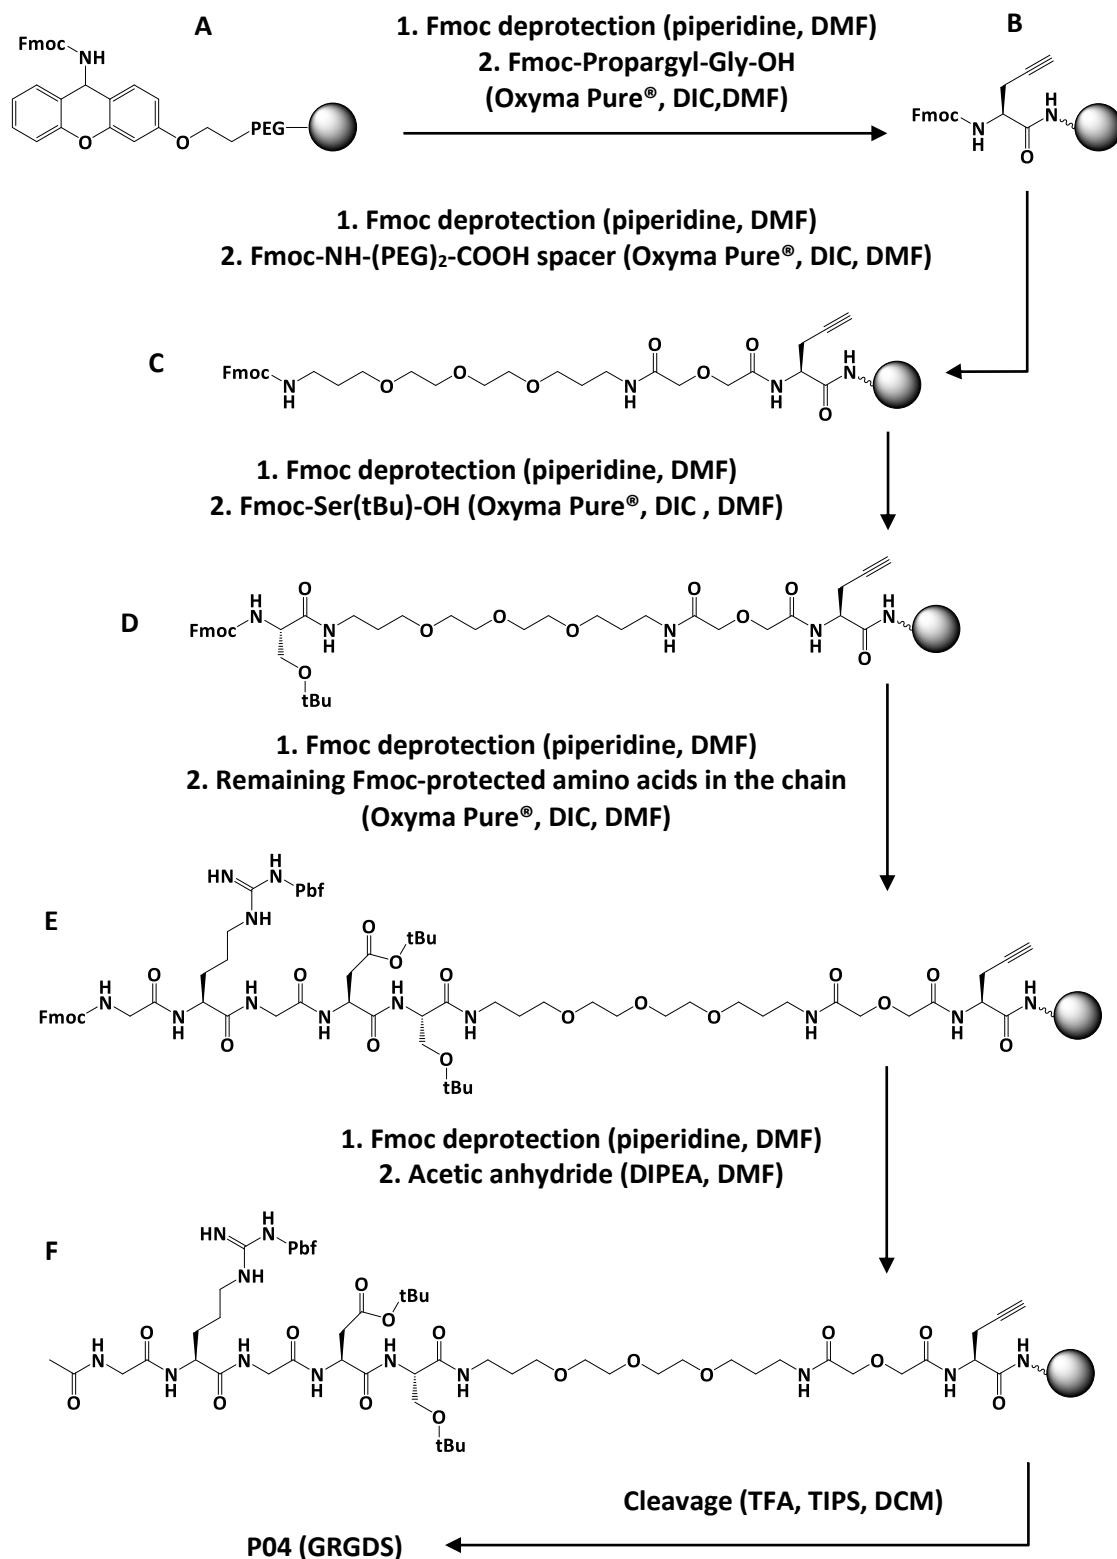 A
B
Fmoc
NH
O
O
PEG
1. Fmoc deprotection (piperidine, DMF)
2. Fmoc-Propargyl-Gly-OH
(Oxyma Pure®, DIC,DMF)
Fmoc
N
H
H
N
O
1. Fmoc deprotection (piperidine, DMF)
2. Fmoc-NH-(PEG)₂-COOH spacer (Oxyma Pure®, DIC, DMF)
C
Fmoc
N
H
O
O
O
N
H
O
O
O
N
H
O
H
N
1. Fmoc deprotection (piperidine, DMF)
2. Fmoc-Ser(tBu)-OH (Oxyma Pure®, DIC , DMF)
D
Fmoc
H
N
O
O
tBu
N
H
O
O
O
N
H
O
O
O
N
H
O
H
N
1. Fmoc deprotection (piperidine, DMF)
2. Remaining Fmoc-protected amino acids in the chain
(Oxyma Pure®, DIC, DMF)
E
HN
H
N
Pbf
NH
O
O
tBu
Fmoc
H
N
O
N
H
O
H
N
O
N
H
O
H
N
O
O
tBu
N
H
O
O
O
N
H
O
O
O
N
H
O
H
N
1. Fmoc deprotection (piperidine, DMF)
2. Acetic anhydride (DIPEA, DMF)
F
HN
H
N
Pbf
NH
O
O
tBu
O
H
N
O
N
H
O
H
N
O
N
H
O
H
N
O
O
tBu
N
H
O
O
O
N
H
O
O
O
N
H
O
H
N
Cleavage (TFA, TIPS, DCM)
P04 (GRGDS)